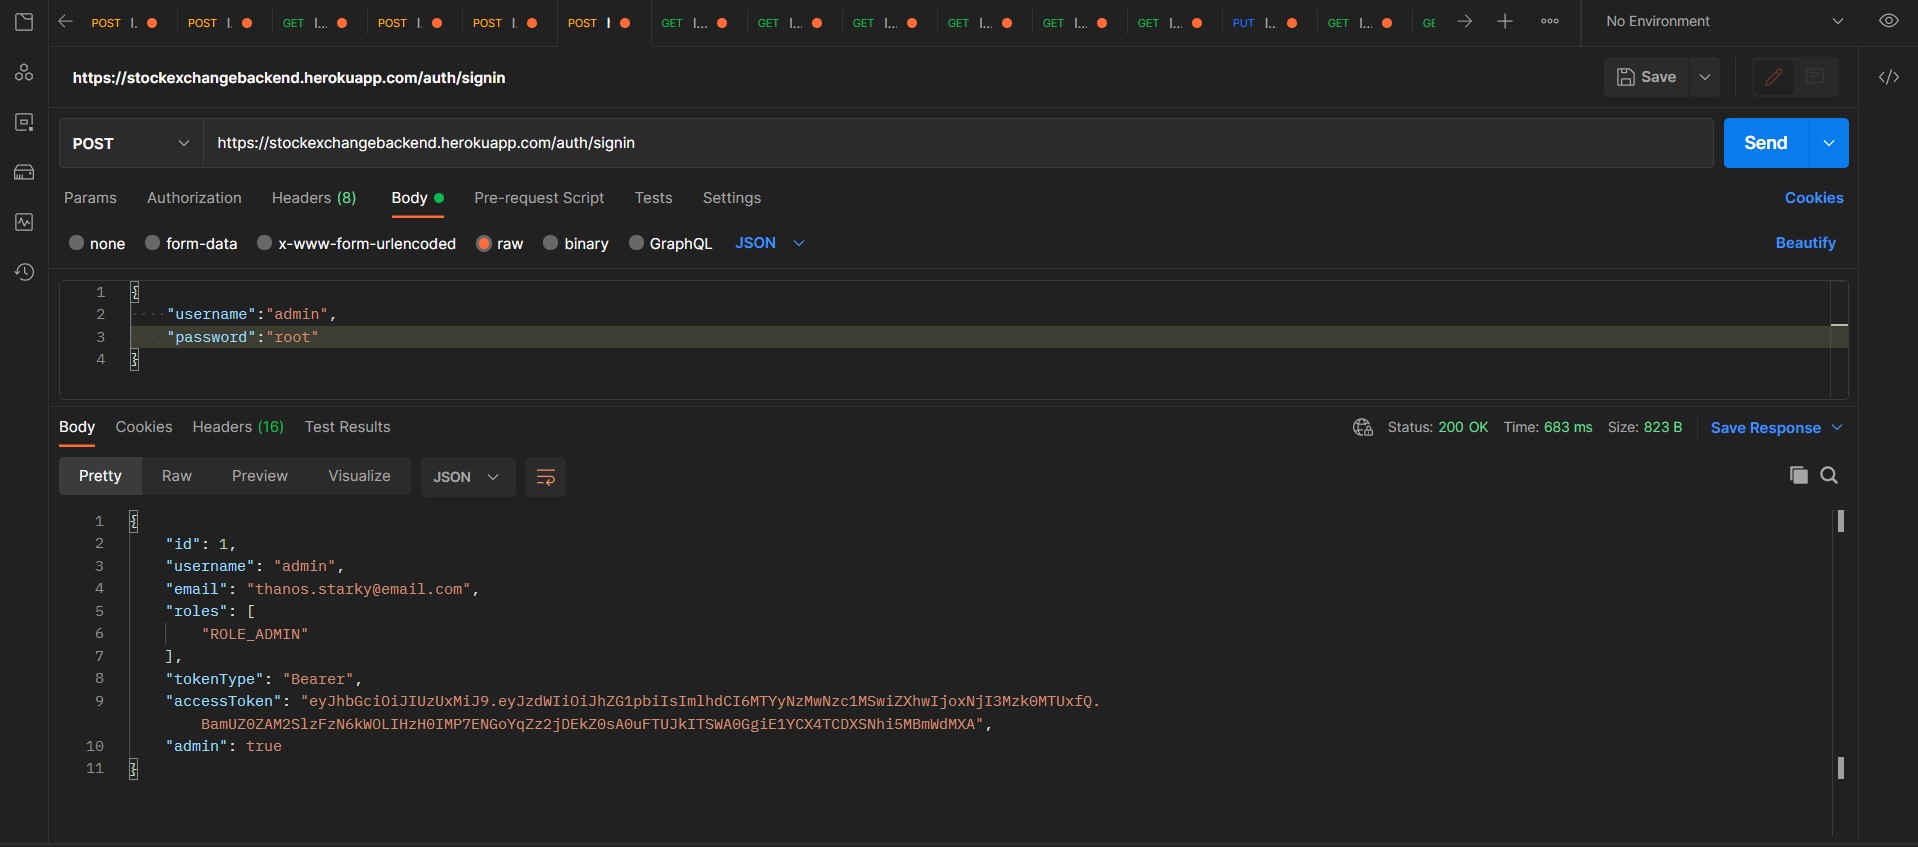 POST l. POST l. GET l... POST l. POST l. POST GET l... GET l... GET l... GET l... GET l... GET l... PUT l... GET l... GE No Environment
https://stockexchangebackend.herokuapp.com/auth/signin
Save
POST https://stockexchangebackend.herokuapp.com/auth/signin Send
Params Authorization Headers (8) Body Pre-request Script Tests Settings Cookies
none form-data x-www-form-urlencoded raw binary GraphQL JSON Beautify
1 {
2 "username":"admin",
3 "password":"root"
4 }
Body Cookies Headers (16) Test Results Status: 200 OK Time: 683 ms Size: 823 B Save Response
Pretty Raw Preview Visualize JSON
1 {
2 "id": 1,
3 "username": "admin",
4 "email": "thanos.starky@email.com",
5 "roles": [
6 "ROLE_ADMIN"
7 ],
8 "tokenType": "Bearer",
9 "accessToken": "eyJhbGciOiJIUzUxMiJ9.eyJzdWIiOiJhZG1pbiIsImlhdCI6MTYyNzMwNzc1MSwiZXhwIjoxNjI3Mzk0MTUxfQ.
BamUZ0ZAM2SlzFzN6kWOLIHzH0IMP7ENGoYqZz2jDEkZ0sA0uFTUJkITSWA0GgiE1YCX4TCDXSNhi5MBmWdMXA",
10 "admin": true
11 }